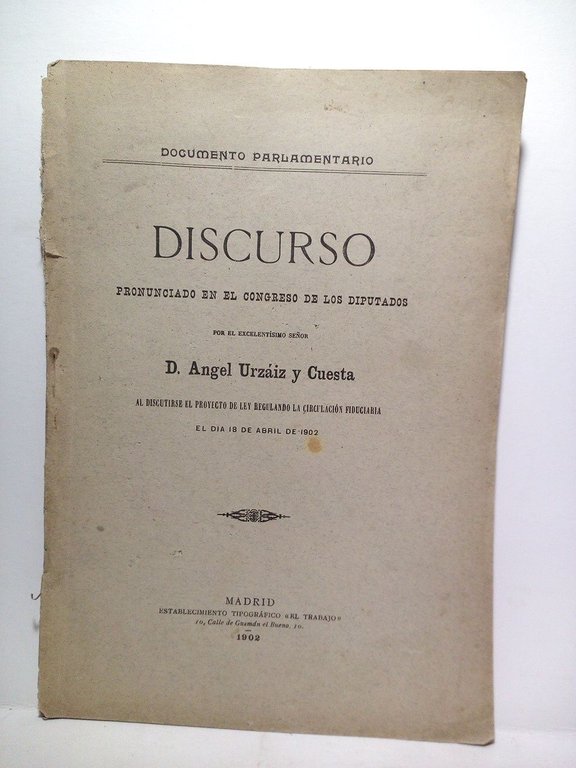 DOCUMENTO PARLAMENTARIO
DISCURSO
PRONUNCIADO EN EL CONGRESO DE LOS DIPUTADOS
POR EL EXCELENTÍSIMO SEÑOR
D. Angel Urzáiz y Cuesta
AL DISCUTIRSE EL PROYECTO DE LEY REGULANDO LA CIRCULACIÓN FIDUCIARIA
EL DIA 18 DE ABRIL DE 1902
MADRID
ESTABLECIMIENTO TIPOGRÁFICO «EL TRABAJO»
10, Calle de Guzmán el Bueno, 10.
1902